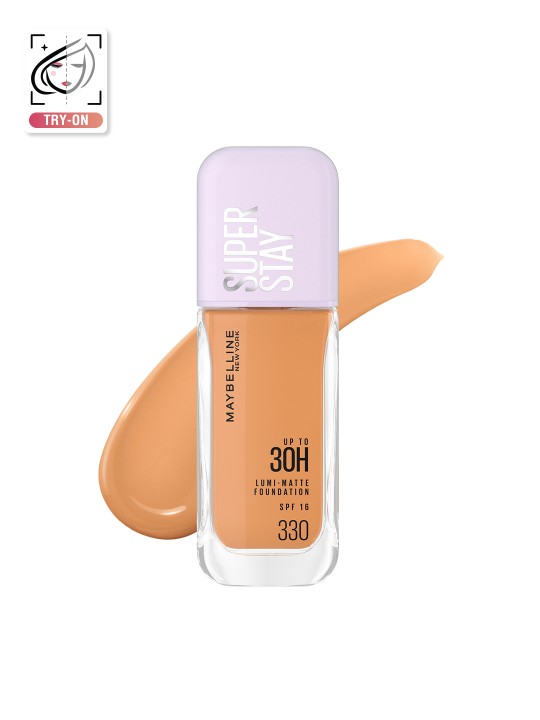 TRY-ON
SUPER
STAY
MAYBELLINE
NEW YORK
UP TO
30H
LUMI-MATTE
FOUNDATION
SPF 16
330